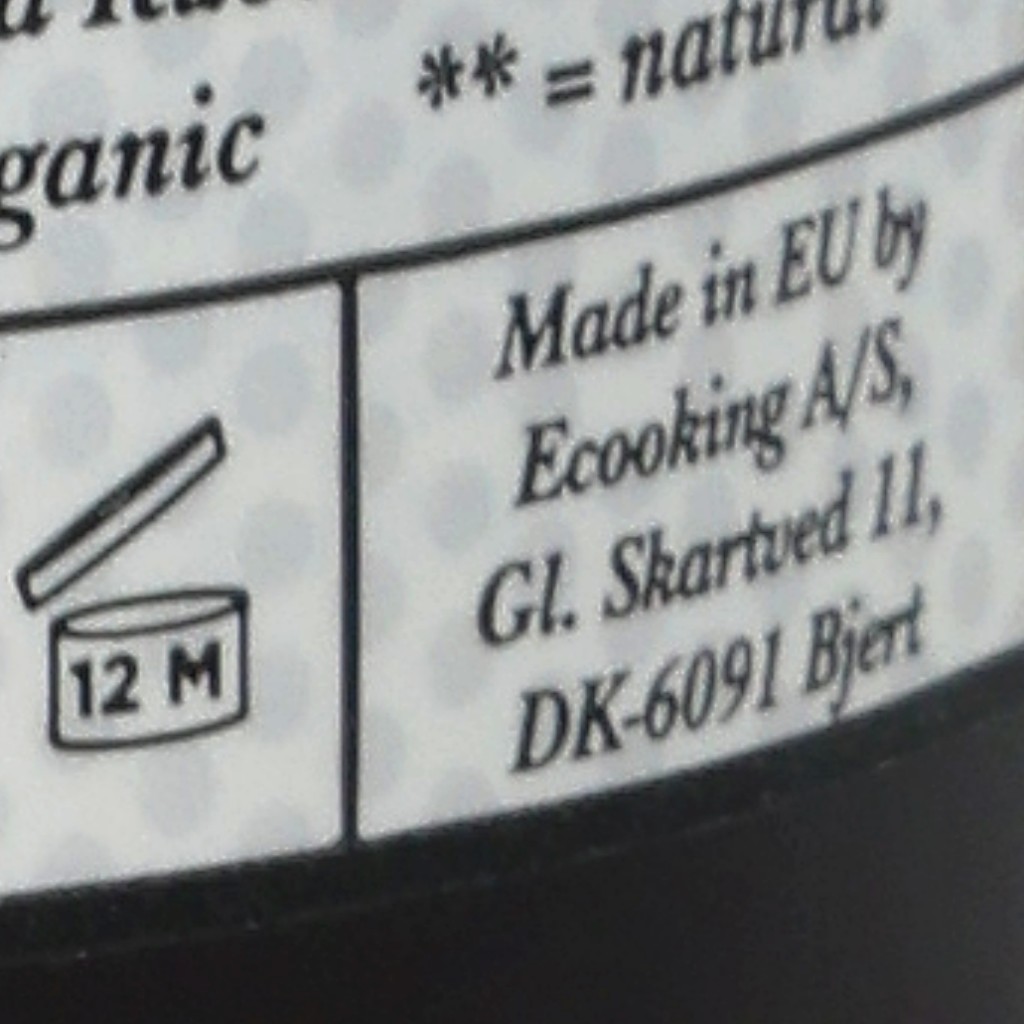 ** = natural
ganic
Made in EU by
Ecooking A/S,
Gl. Skartved 11,
DK-6091 Bjert
12 M